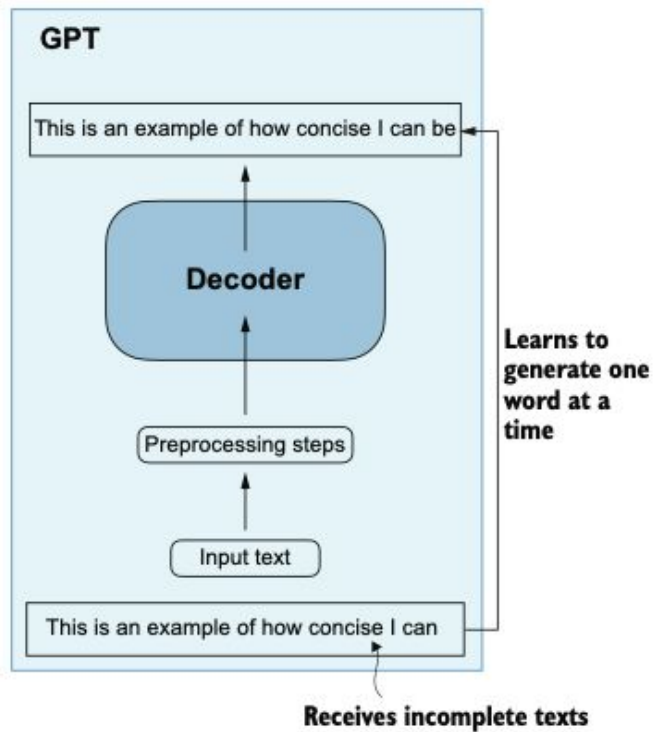 GPT
This is an example of how concise I can be
Decoder
Learns to
generate one
word at a
time
Preprocessing steps
Input text
This is an example of how concise I can
Receives incomplete texts